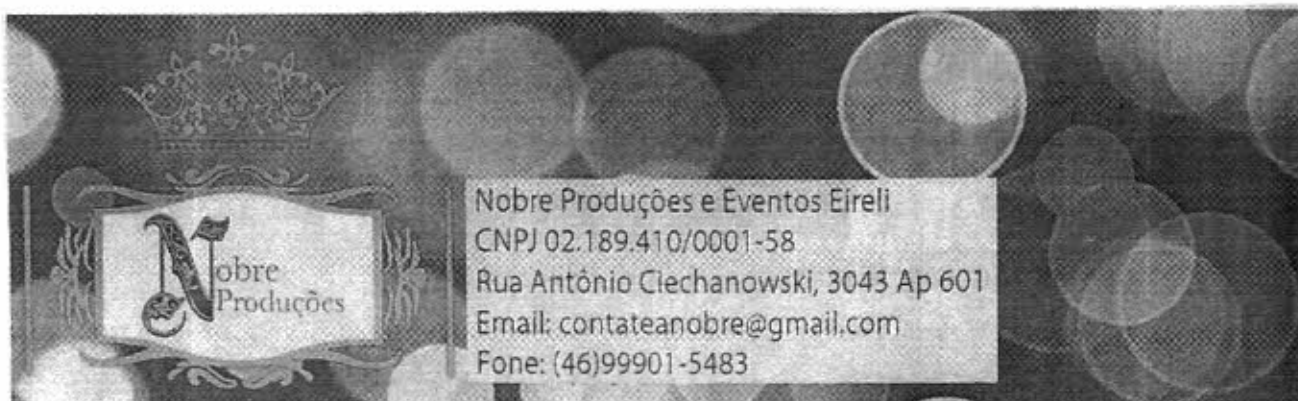 Nobre
Produções
Nobre Produções e Eventos Eireli
CNPJ 02.189.410/0001-58
Rua Antônio Ciechanowski, 3043 Ap 601
Email: contateanobre@gmail.com
Fone: (46)99901-5483